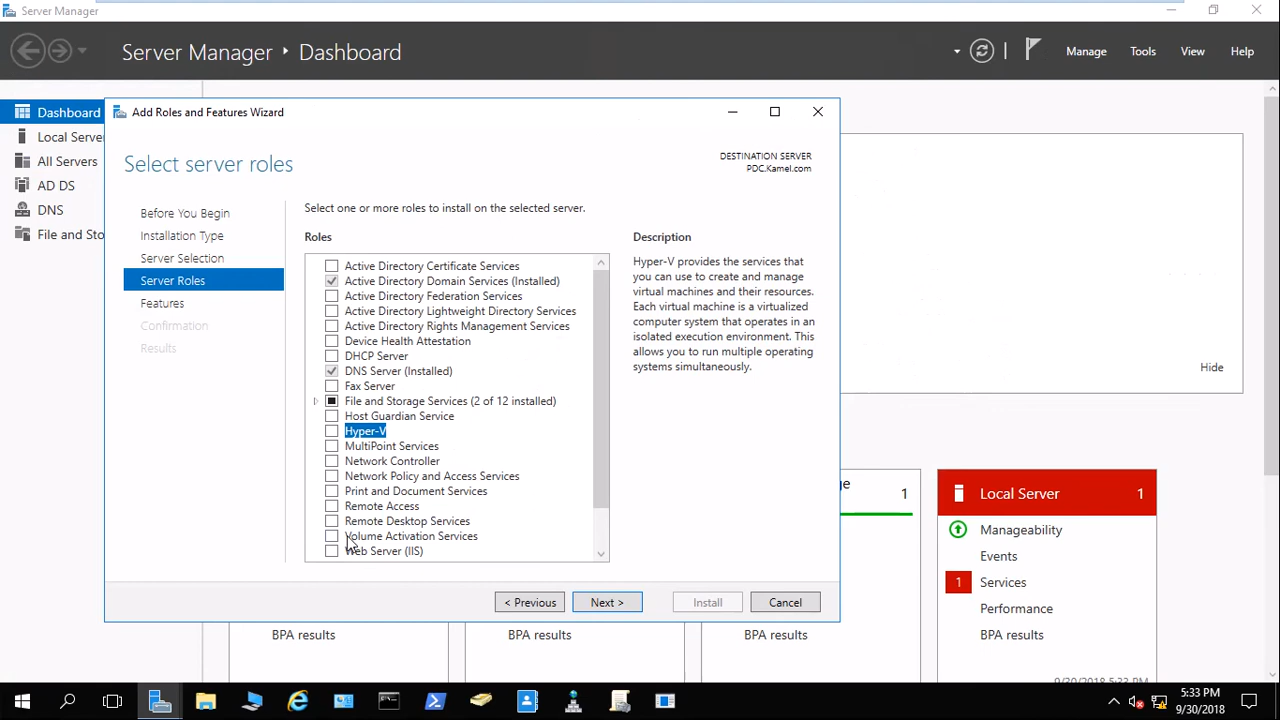 Server Manager
Server Manager ‣ Dashboard
Manage
Tools
View
Help
Dashboard
Local Serve
All Servers
AD DS
DNS
File and Sto
Add Roles and Features Wizard
Select server roles
DESTINATION SERVER
PDC.Kamel.com
Before You Begin
Installation Type
Server Selection
Server Roles
Features
Confirmation
Results
Select one or more roles to install on the selected server.
Roles
Active Directory Certificate Services
Active Directory Domain Services (Installed)
Active Directory Federation Services
Active Directory Lightweight Directory Services
Active Directory Rights Management Services
Device Health Attestation
DHCP Server
DNS Server (Installed)
Fax Server
File and Storage Services (2 of 12 installed)
Host Guardian Service
Hyper-V
MultiPoint Services
Network Controller
Network Policy and Access Services
Print and Document Services
Remote Access
Remote Desktop Services
Volume Activation Services
Web Server (IIS)
Description
Hyper-V provides the services that
you can use to create and manage
virtual machines and their resources.
Each virtual machine is a virtualized
computer system that operates in an
isolated execution environment. This
allows you to run multiple operating
systems simultaneously.
< Previous
Next >
Install
Cancel
Hide
ge
1
Local Server
1
Manageability
Events
1
Services
Performance
BPA results
BPA results
BPA results
BPA results
9/30/2018 5:33 PM
5:33 PM
9/30/2018